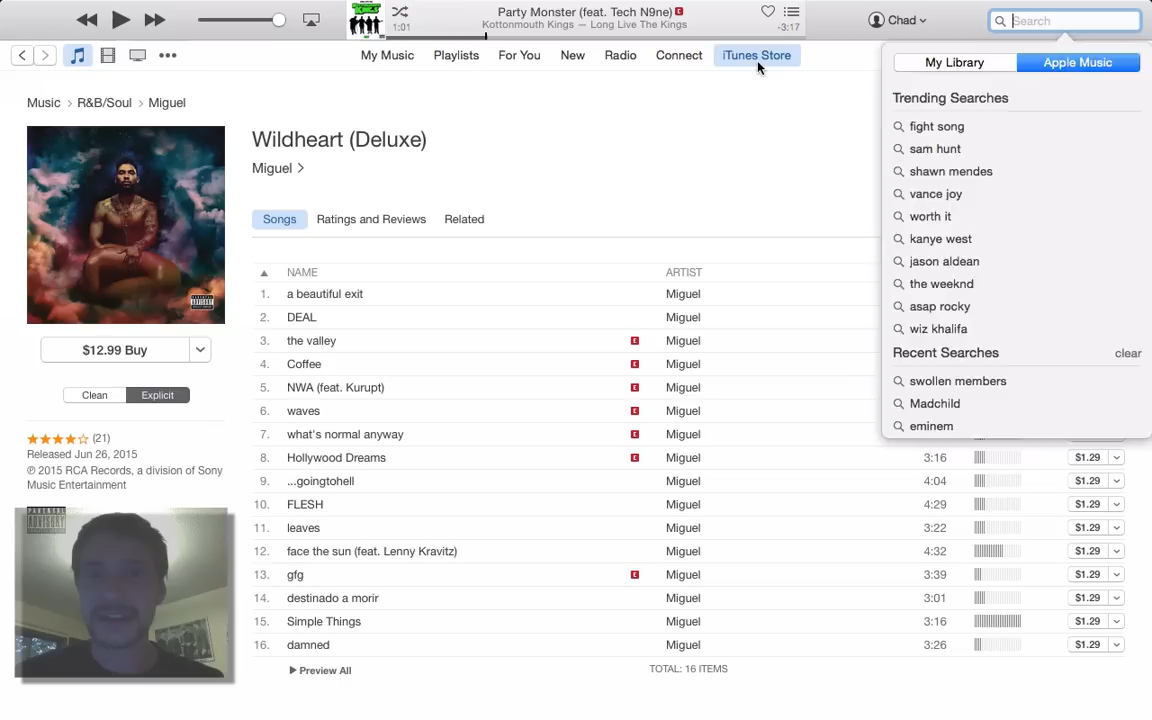 Party Monster (feat. Tech N9ne) E
1:01
Kottonmouth Kings — Long Live The Kings
-3:17
Chad
Search
My Music
Playlists
For You
New
Radio
Connect
iTunes Store
My Library
Apple Music
Trending Searches
fight song
sam hunt
shawn mendes
vance joy
worth it
kanye west
jason aldean
the weeknd
asap rocky
wiz khalifa
Recent Searches clear
swollen members
Madchild
eminem
Music > R&B/Soul > Miguel
Wildheart (Deluxe)
Miguel >
Songs Ratings and Reviews Related
$12.99 Buy
Clean Explicit
(21)
Released Jun 26, 2015
℗ 2015 RCA Records, a division of Sony
Music Entertainment
NAME ARTIST
1. a beautiful exit Miguel
2. DEAL Miguel
3. the valley E Miguel
4. Coffee E Miguel
5. NWA (feat. Kurupt) E Miguel
6. waves E Miguel
7. what's normal anyway E Miguel
8. Hollywood Dreams E Miguel 3:16 $1.29
9. ...goingtohell Miguel 4:04 $1.29
10. FLESH Miguel 4:29 $1.29
11. leaves Miguel 3:22 $1.29
12. face the sun (feat. Lenny Kravitz) Miguel 4:32 $1.29
13. gfg E Miguel 3:39 $1.29
14. destinado a morir Miguel 3:01 $1.29
15. Simple Things Miguel 3:16 $1.29
16. damned Miguel 3:26 $1.29
Preview All
TOTAL: 16 ITEMS